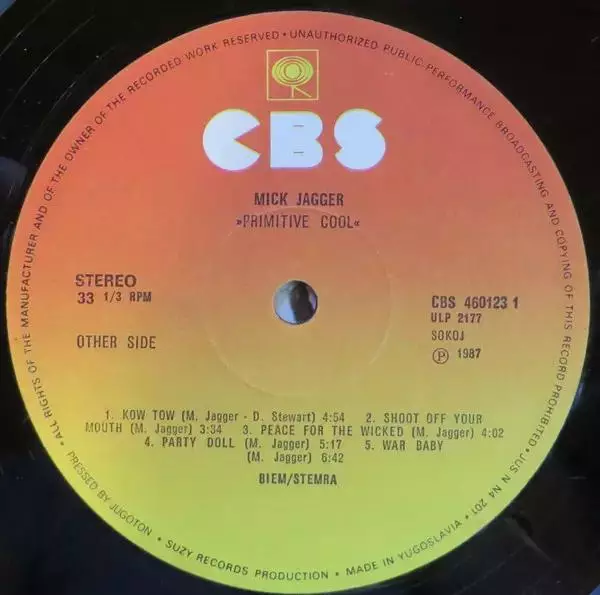 • ALL RIGHTS OF THE MANUFACTURER AND OF THE OWNER OF THE RECORDED WORK RESERVED • UNAUTHORIZED PUBLIC PERFORMANCE BROADCASTING AND COPYING OF THIS RECORD PROHIBITED • JUS N N4 201
CBS
MICK JAGGER
»PRIMITIVE COOL«
STEREO
33 1/3 RPM
OTHER SIDE
CBS 460123 1
ULP 2177
SOKOJ
Ⓟ 1987
1. KOW TOW (M. Jagger - D. Stewart) 4:54 2. SHOOT OFF YOUR
MOUTH (M. Jagger) 3:34 3. PEACE FOR THE WICKED (M. Jagger) 4:02
4. PARTY DOLL (M. Jagger) 5:17 5. WAR BABY
(M. Jagger) 6:42
BIEM/STEMRA
PRESSED BY JUGOTON • SUZY RECORDS PRODUCTION • MADE IN YUGOSLAVIA •